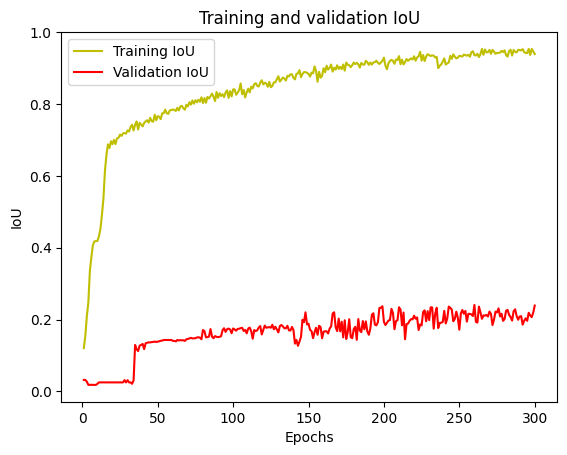 Training and validation IoU
Training IoU
Validation IoU
1.0
0.8
0.6
0.4
0.2
0.0
IoU
0 50 100 150 200 250 300
Epochs